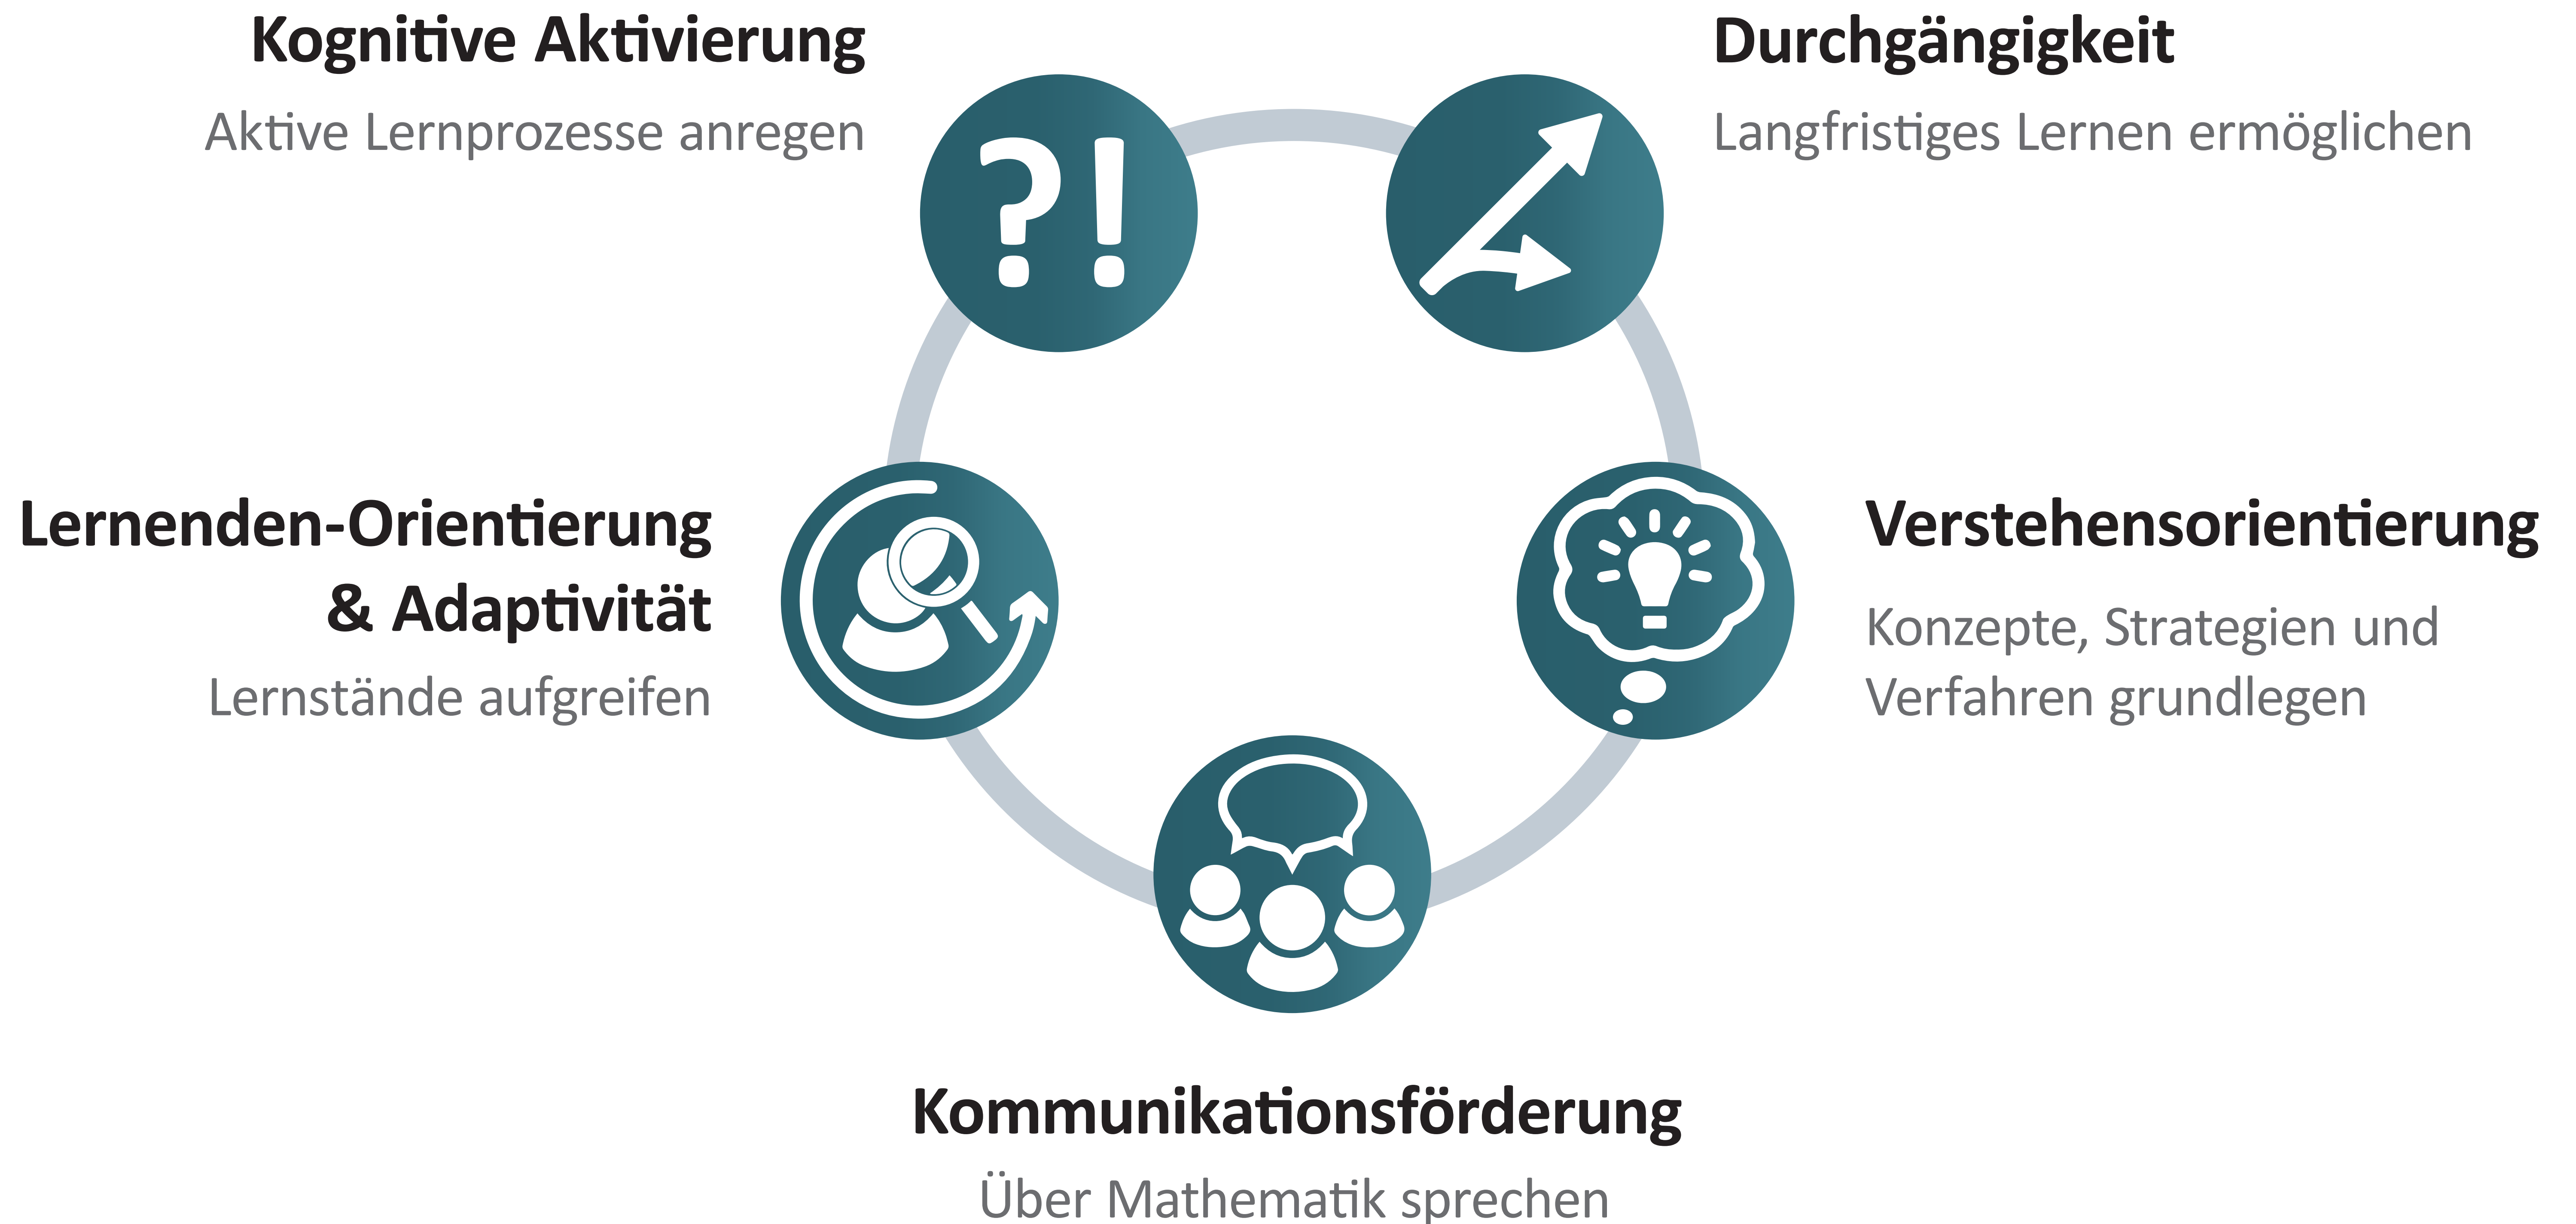 Kognitive Aktivierung
Aktive Lernprozesse anregen
?!
Durchgängigkeit
Langfristiges Lernen ermöglichen
Lernenden-Orientierung
& Adaptivität
Lernstände aufgreifen
Verstehensorientierung
Konzepte, Strategien und
Verfahren grundlegen
Kommunikationsförderung
Über Mathematik sprechen